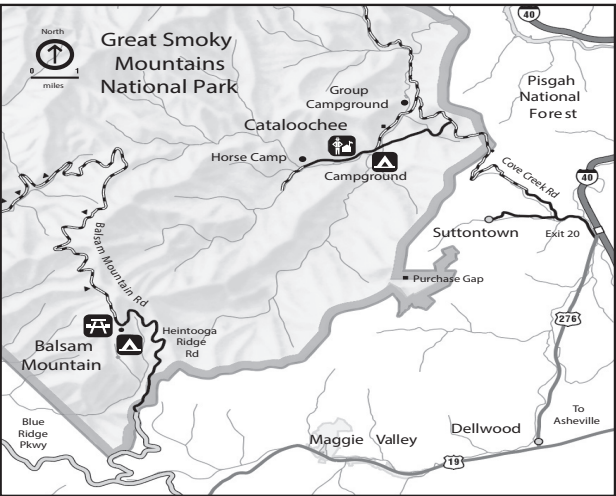 North
0 1
miles
Great Smoky
Mountains
National Park
40
Pisgah
National
Forest
Group
Campground
Cataloochee
Horse Camp
Campground
Cove Creek Rd
40
Suttontown
Exit 20
Balsam Mountain Rd
Purchase Gap
276
Heintooga
Ridge
Rd
Balsam
Mountain
Blue
Ridge
Pkwy
Maggie Valley
Dellwood
To
Asheville
19